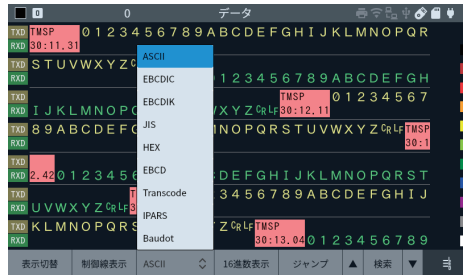 0 0 データ
TXD TMSP 0 1 2 3 4 5 6 7 8 9 A B C D E F G H I J K L M N O P Q R
RXD 30:11.31
TXD S T U V W X Y Z
RXD 0 1 2 3 4 5 6 7 8 9 A B C D E F G H
TXD TMSP 0 1 2 3 4 5 6 7
RXD I J K L M N O P V X Y Z CR LF 30:12.11
TXD 8 9 A B C D E F N O P Q R S T U V W X Y Z CR LF TMSP
RXD 30:1
TXD
RXD 2.42 0 1 2 3 4 5 6 D E F G H I J K L M N O P Q R S T
TXD 3 4 5 6 7 8 9 A B C D E F G H I J
RXD U V W X Y Z CR LF
TXD K L M N O P Q R S Z CR LF TMSP
RXD 30:13.04 0 1 2 3 4 5 6 7 8 9
ASCII
EBCDIC
EBCDIK
JIS
HEX
EBCD
Transcode
IPARS
Baudot
表示切替 制御線表示 ASCII 16進数表示 ジャンプ ▲ 検索 ▼